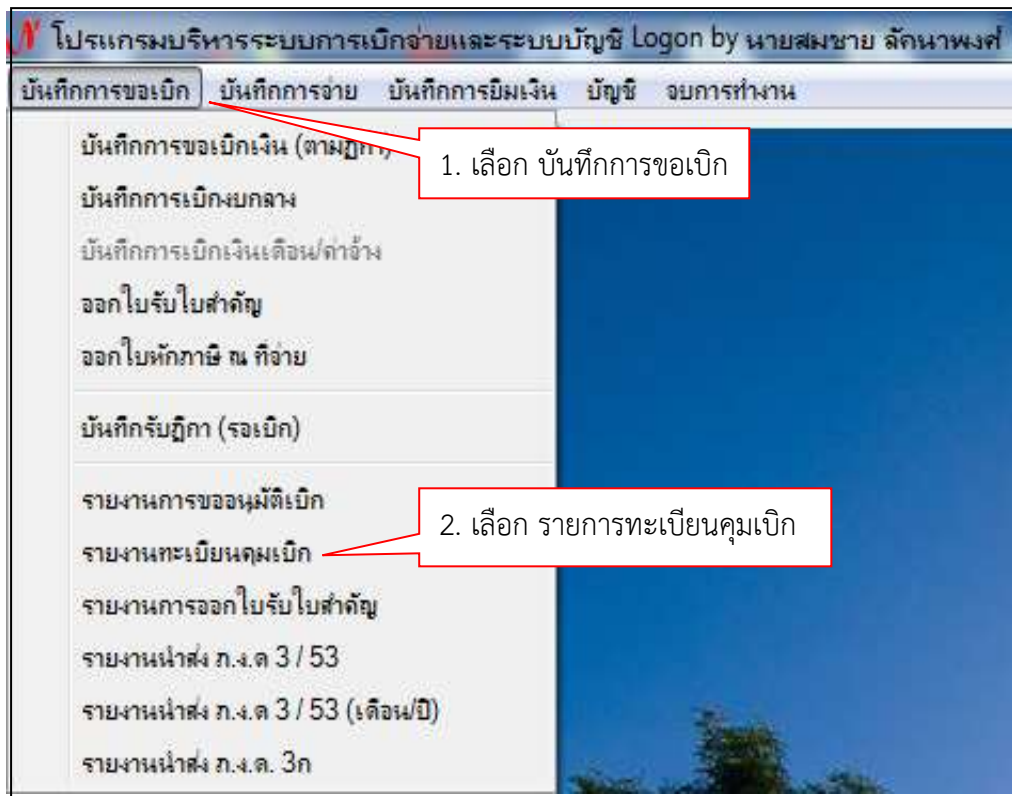 N โปรแกรมบริหารระบบการเบิกจ่ายและระบบบัญชี Logon by นายสมชาย ลัคนาพงศ์
บันทึกการขอเบิก บันทึกการจ่าย บันทึกการยืมเงิน บัญชี จบการทำงาน
บันทึกการขอเบิกเงิน (ตามฎีกา)
1. เลือก บันทึกการขอเบิก
บันทึกการเบิกงบกลาง
บันทึกการเบิกเงินเดือน/ค่าจ้าง
ออกใบรับใบสำคัญ
ออกใบหักภาษี ณ ที่จ่าย
บันทึกรับฎีกา (รอเบิก)
รายงานการขออนุมัติเบิก
2. เลือก รายการทะเบียนคุมเบิก
รายงานทะเบียนคุมเบิก
รายงานการออกใบรับใบสำคัญ
รายงานนำส่ง ภ.ง.ด 3 / 53
รายงานนำส่ง ภ.ง.ด 3 / 53 (เดือน/ปี)
รายงานนำส่ง ภ.ง.ด. 3ก